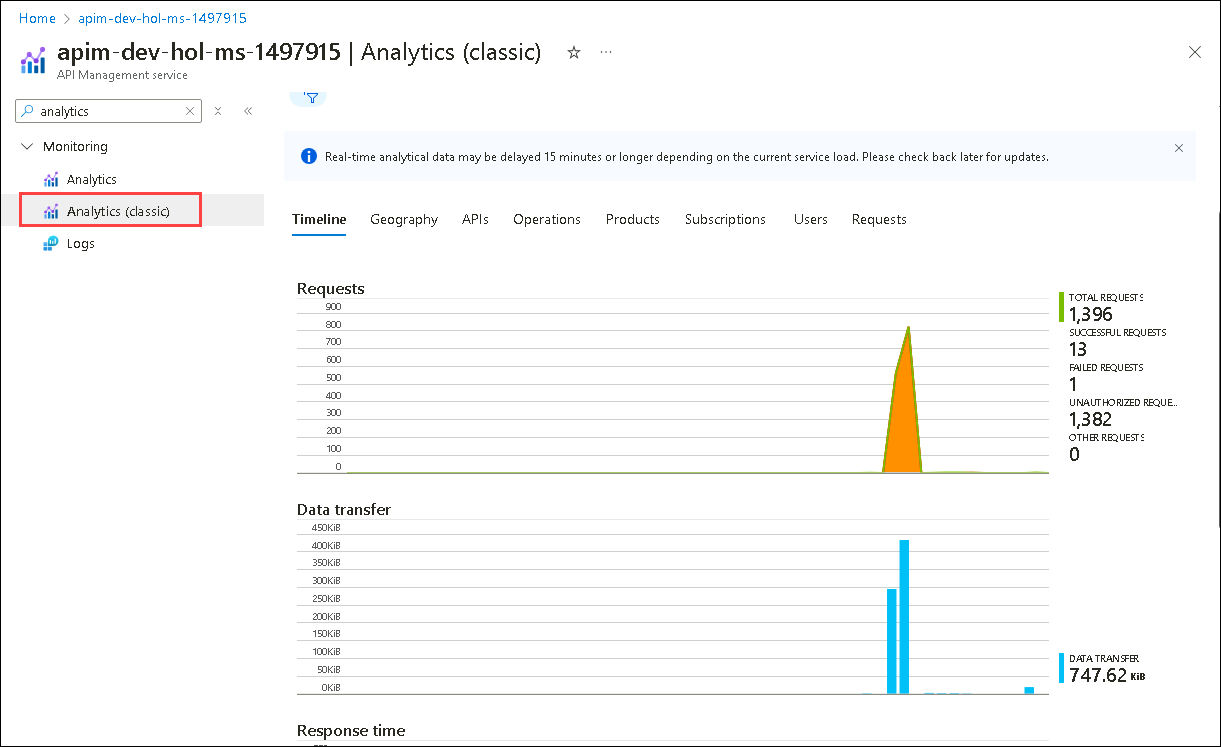 Home > apim-dev-hol-ms-1497915
apim-dev-hol-ms-1497915 | Analytics (classic)
API Management service
analytics
Monitoring
Analytics
Analytics (classic)
Logs
Real-time analytical data may be delayed 15 minutes or longer depending on the current service load. Please check back later for updates.
Timeline Geography APIs Operations Products Subscriptions Users Requests
Requests
900
800
700
600
500
400
300
200
100
0
TOTAL REQUESTS
1,396
SUCCESSFUL REQUESTS
13
FAILED REQUESTS
1
UNAUTHORIZED REQUE...
1,382
OTHER REQUESTS
0
Data transfer
450KiB
400KiB
350KiB
300KiB
250KiB
200KiB
150KiB
100KiB
50KiB
0KiB
DATA TRANSFER
747.62 KiB
Response time